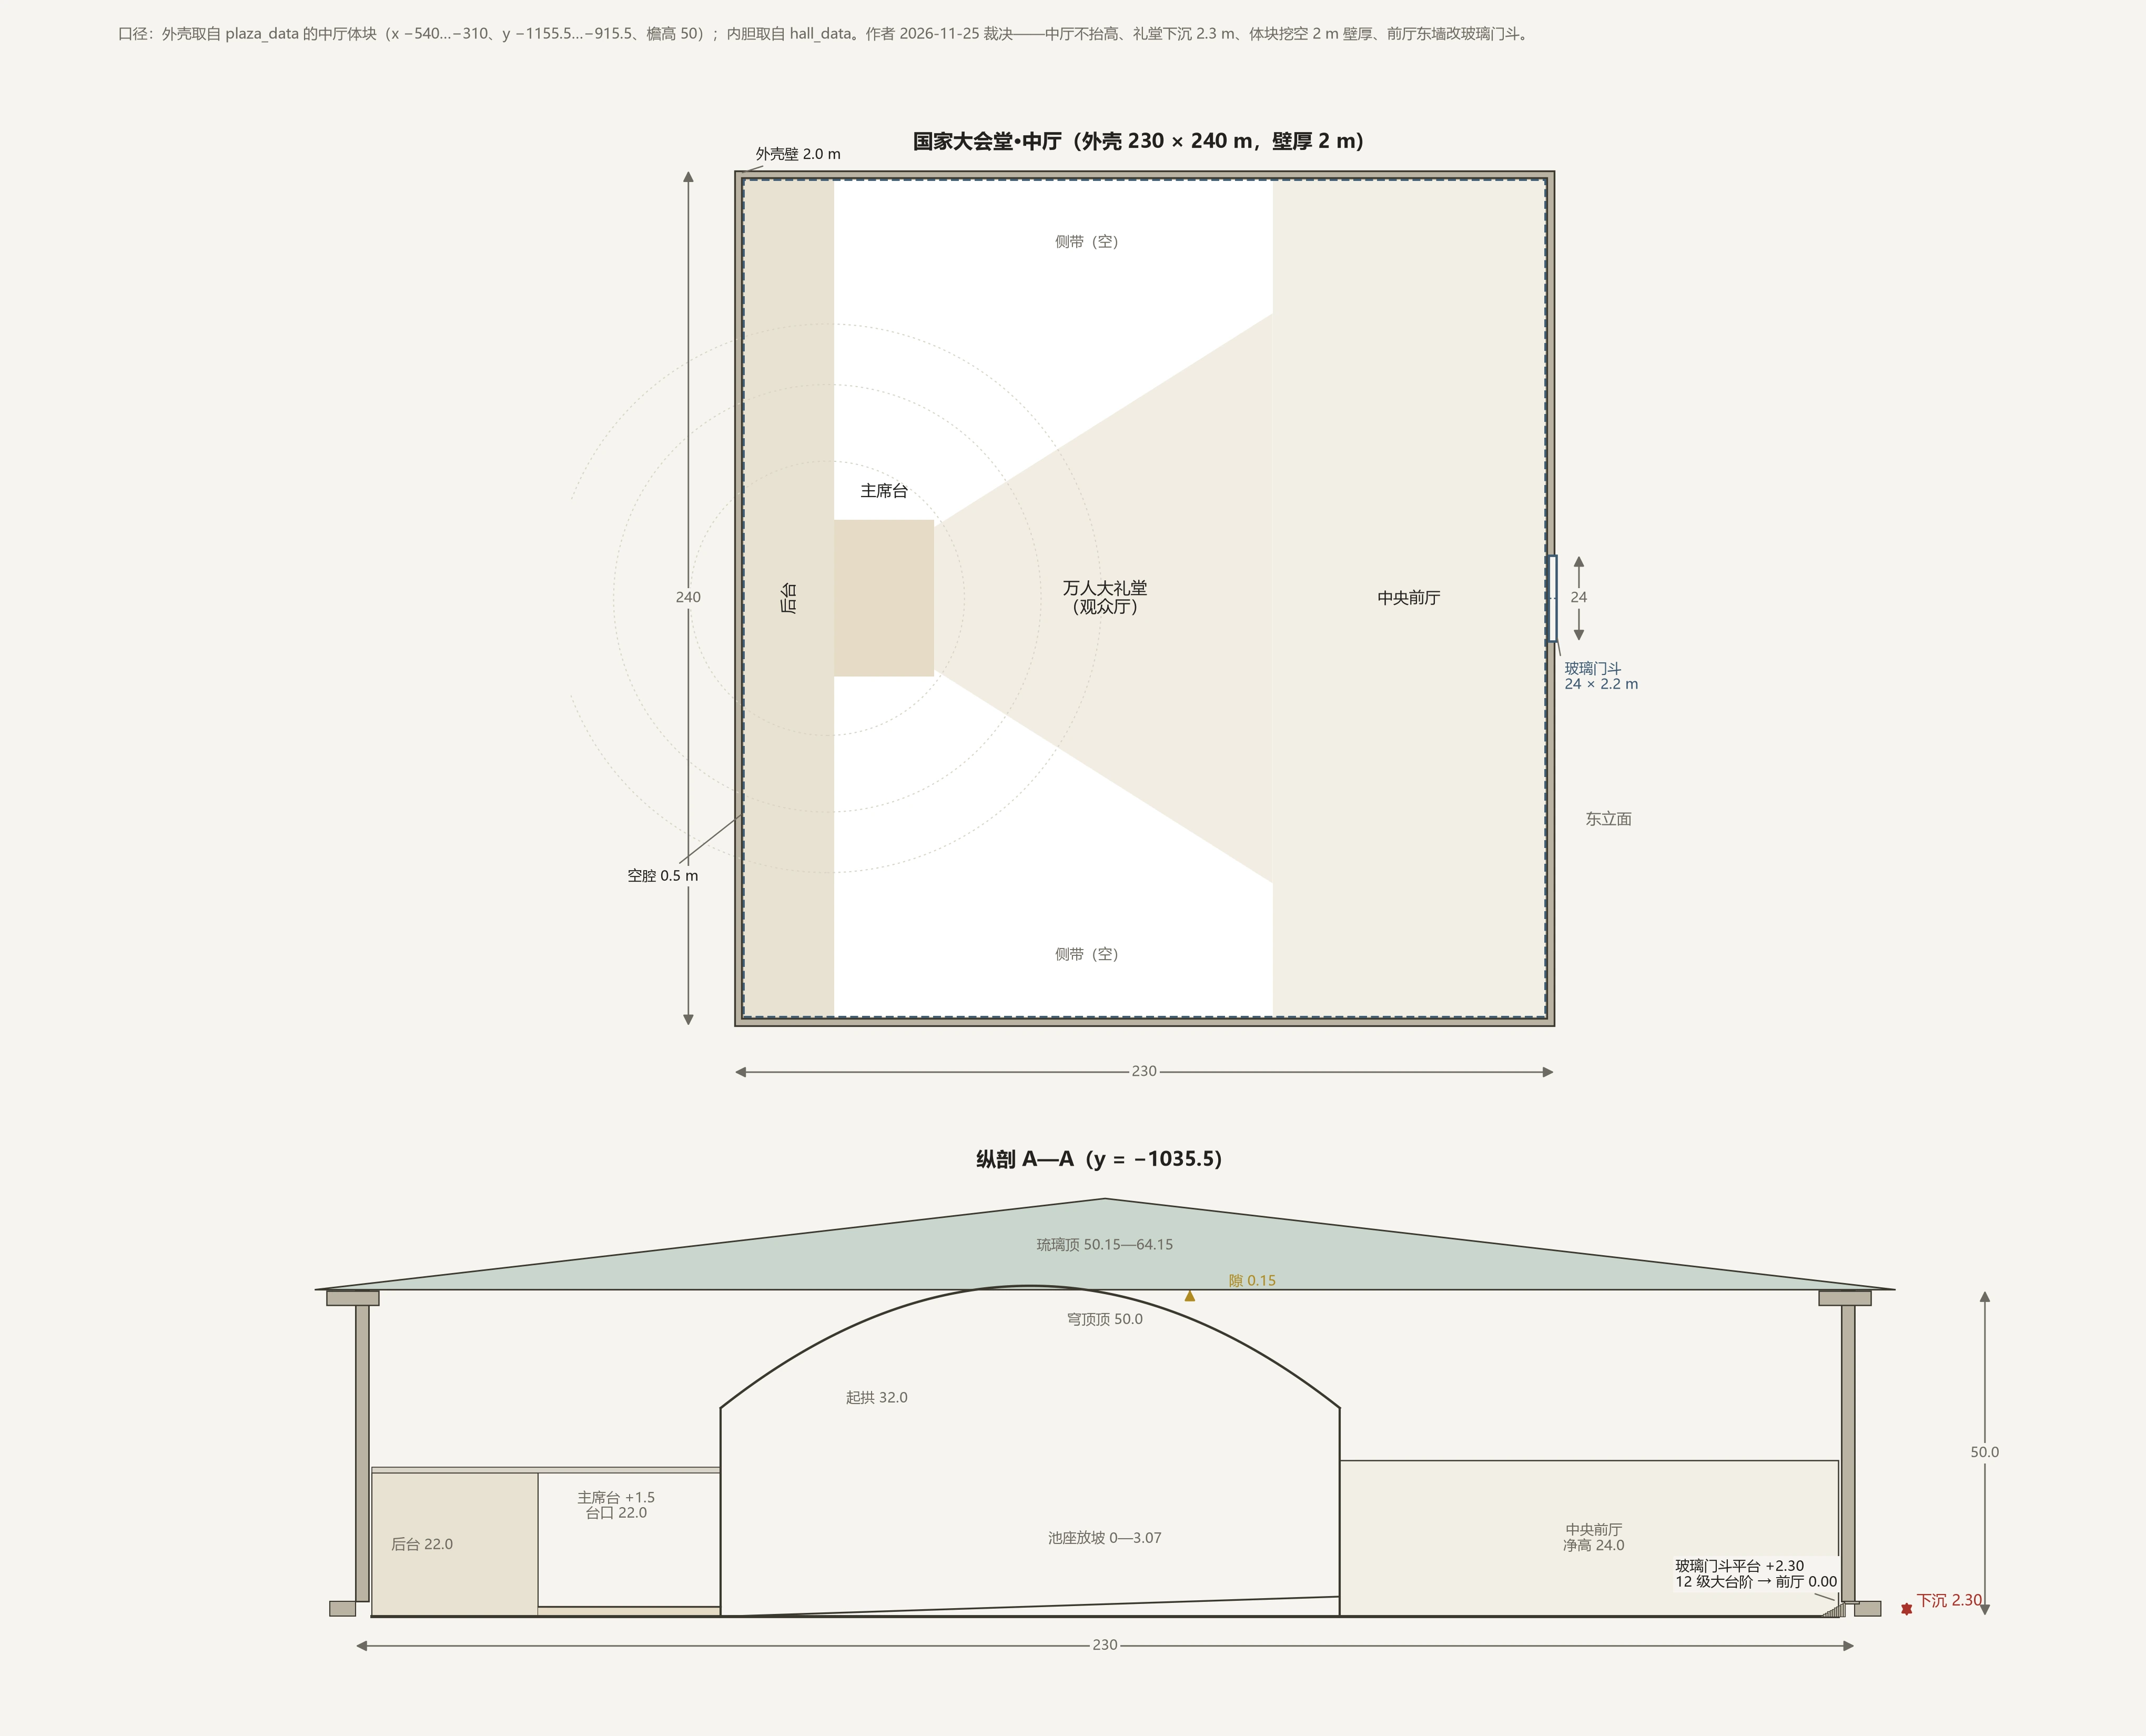 口径：外壳取自 plaza_data 的中厅体块（x −540…−310、y −1155.5…−915.5、檐高 50）；内胆取自 hall_data。作者 2026-11-25 裁决——中厅不抬高、礼堂下沉 2.3 m、体块挖空 2 m 壁厚、前厅东墙改玻璃门斗。
国家大会堂·中厅（外壳 230 × 240 m，壁厚 2 m）
外壳壁 2.0 m
侧带（空）
主席台
后台
万人大礼堂
（观众厅）
中央前厅
240
24
玻璃门斗
24 × 2.2 m
东立面
空腔 0.5 m
侧带（空）
230
纵剖 A—A（y = −1035.5）
琉璃顶 50.15—64.15
隙 0.15
穹顶顶 50.0
起拱 32.0
50.0
主席台 +1.5
台口 22.0
后台 22.0
池座放坡 0—3.07
中央前厅
净高 24.0
玻璃门斗平台 +2.30
12 级大台阶 → 前厅 0.00
下沉 2.30
230